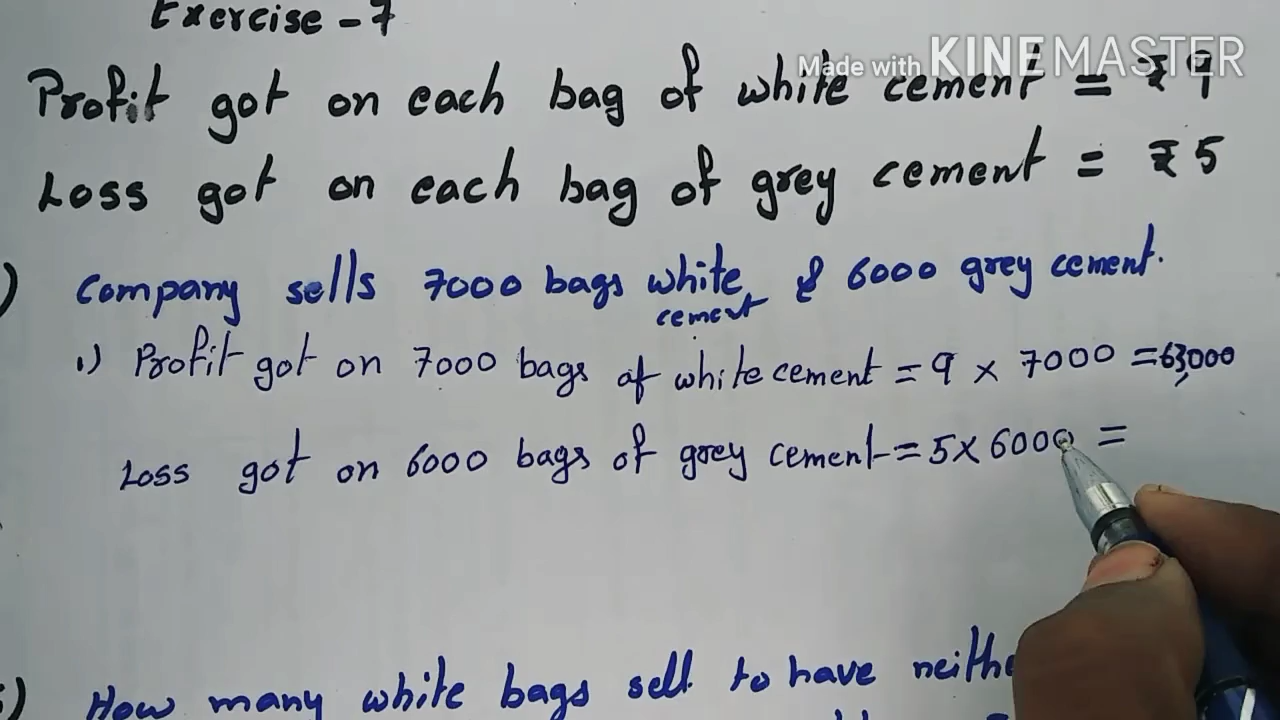 Exercise - 7
Made with KINEMASTER
Profit got on each bag of white cement = ₹9
Loss got on each bag of grey cement = ₹5
) Company sells 7000 bags white cement & 6000 grey cement.
1.) Profit got on 7000 bags of white cement = 9 × 7000 = 63,000
Loss got on 6000 bags of grey cement = 5 × 6000 =
) How many white bags sell to have